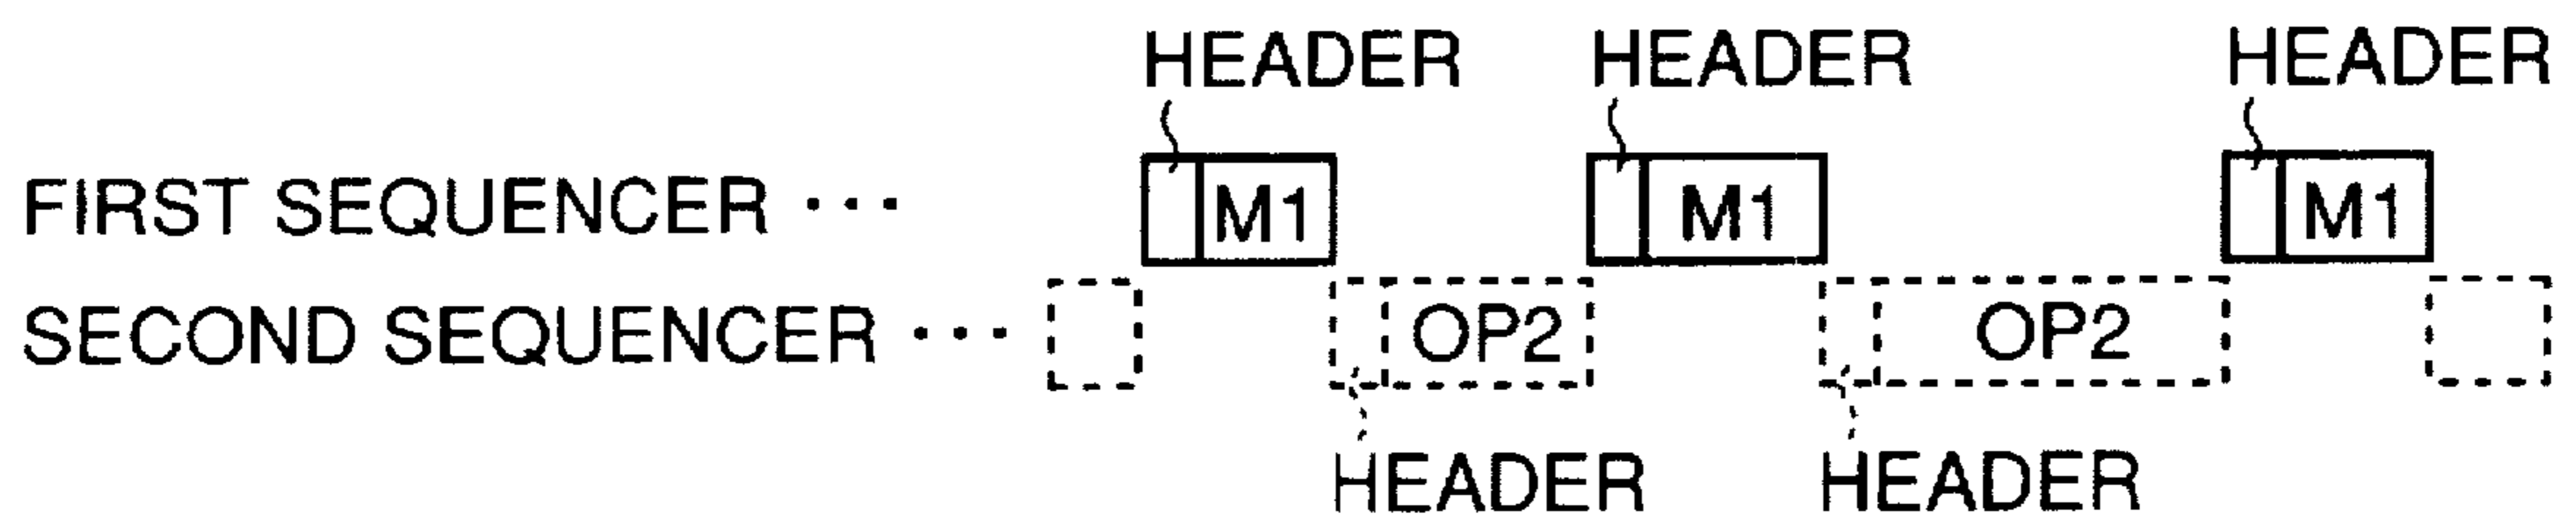 HEADER HEADER HEADER
FIRST SEQUENCER ··· M1 M1 M1
SECOND SEQUENCER ··· OP2 OP2
HEADER HEADER